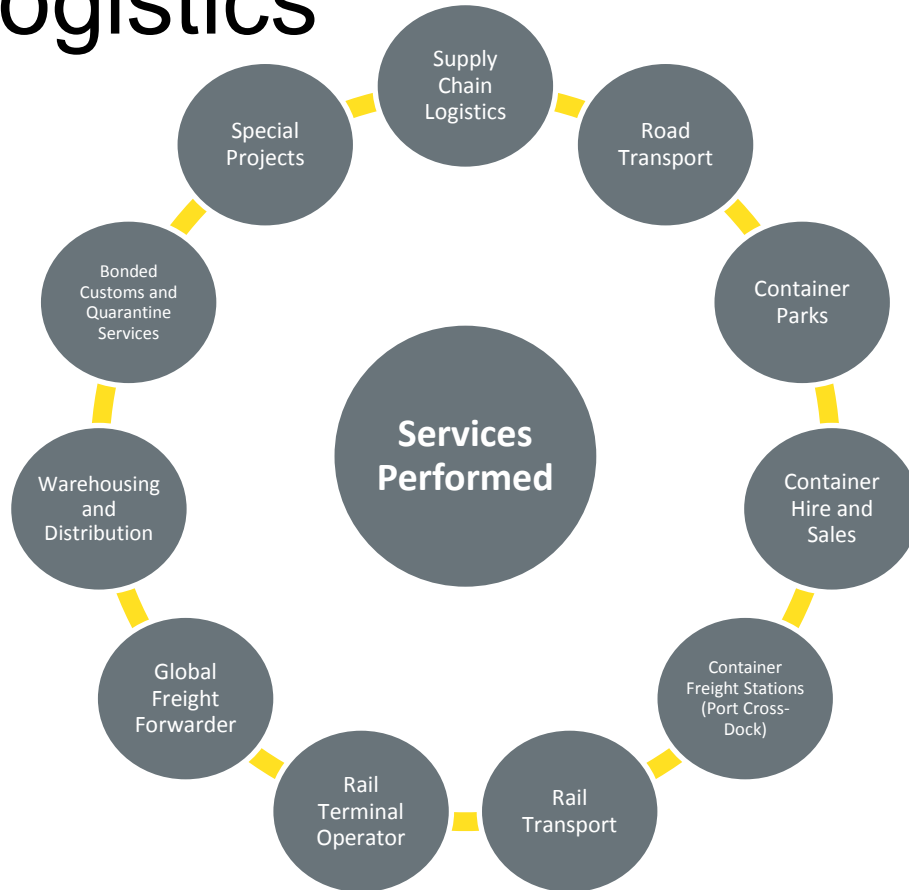 ogistics
Supply
Chain
Logistics
Road
Transport
Container
Parks
Container
Hire and
Sales
Container
Freight Stations
(Port Cross-
Dock)
Rail
Transport
Rail
Terminal
Operator
Global
Freight
Forwarder
Warehousing
and
Distribution
Bonded
Customs and
Quarantine
Services
Special
Projects
Services
Performed